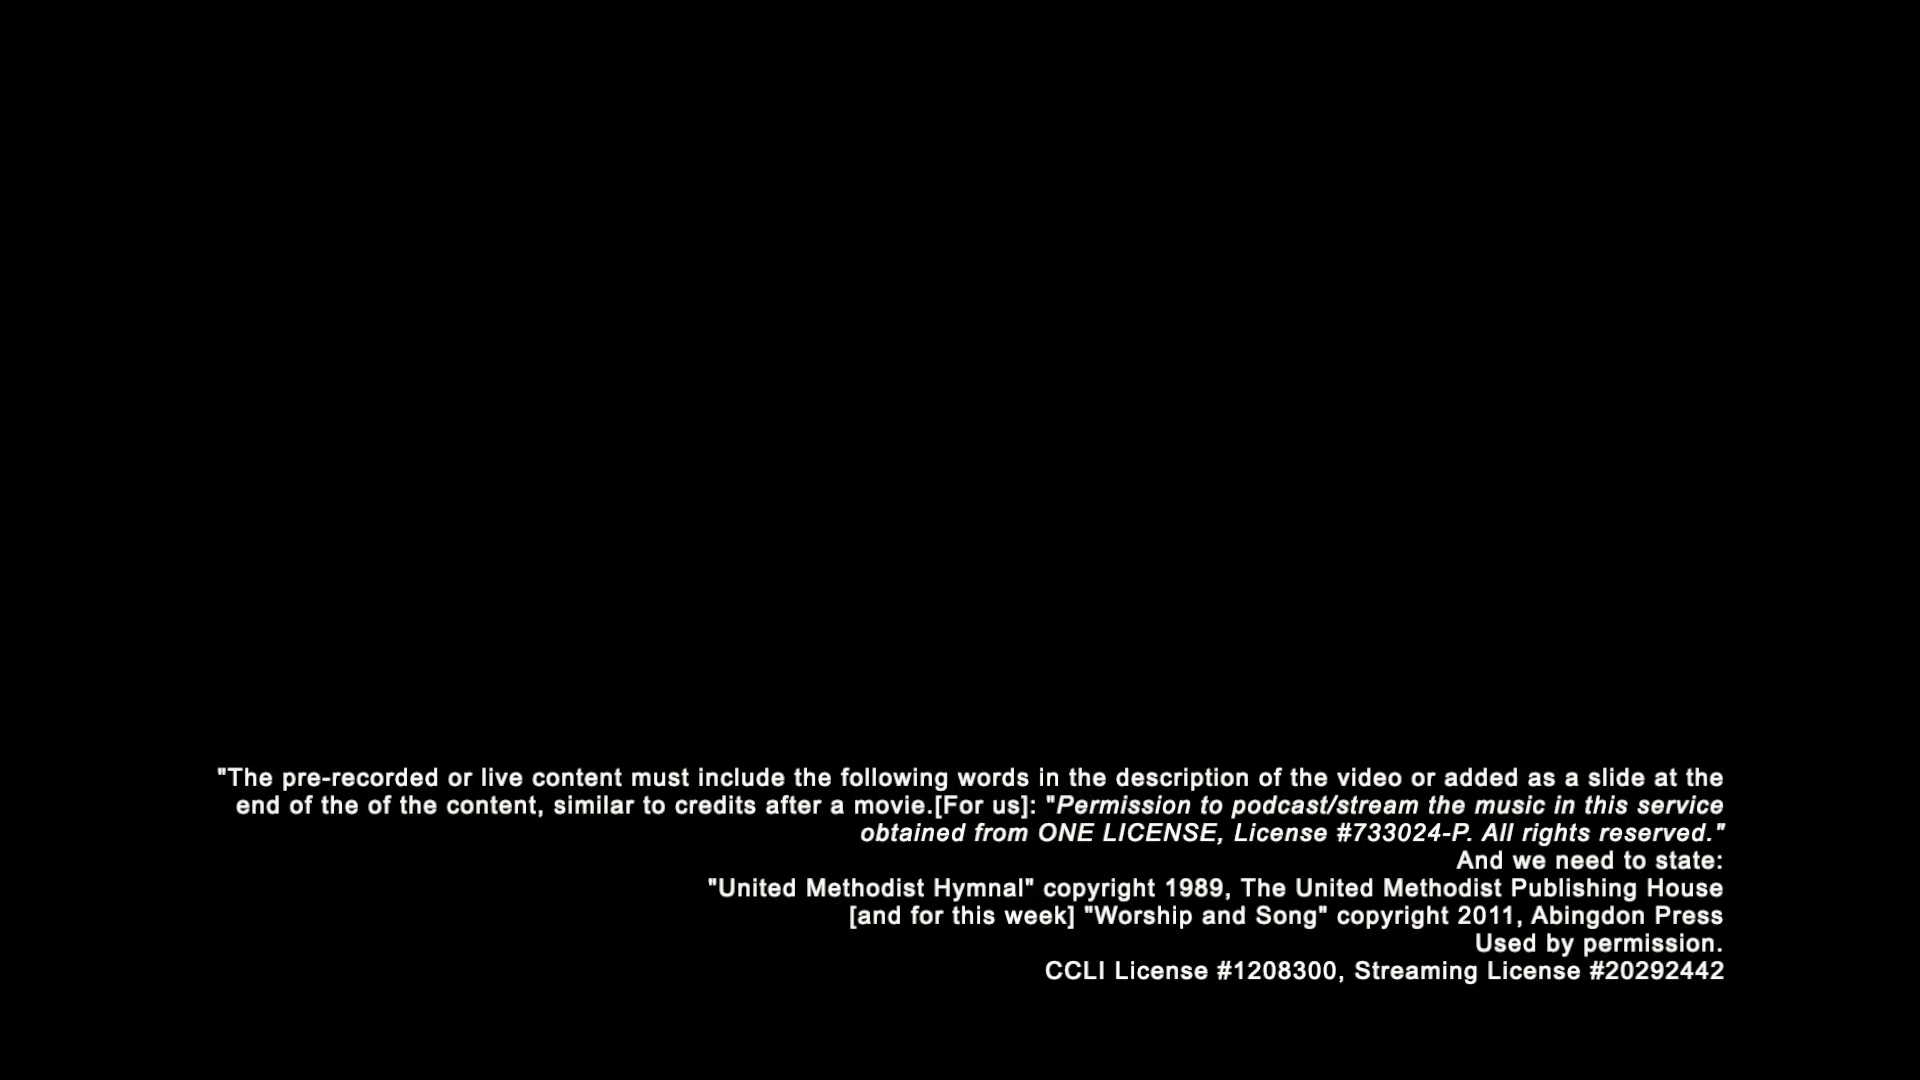 "The pre-recorded or live content must include the following words in the description of the video or added as a slide at the
end of the of the content, similar to credits after a movie.[For us]: "Permission to podcast/stream the music in this service
obtained from ONE LICENSE, License #733024-P. All rights reserved."
And we need to state:
"United Methodist Hymnal" copyright 1989, The United Methodist Publishing House
[and for this week] "Worship and Song" copyright 2011, Abingdon Press
Used by permission.
CCLI License #1208300, Streaming License #20292442